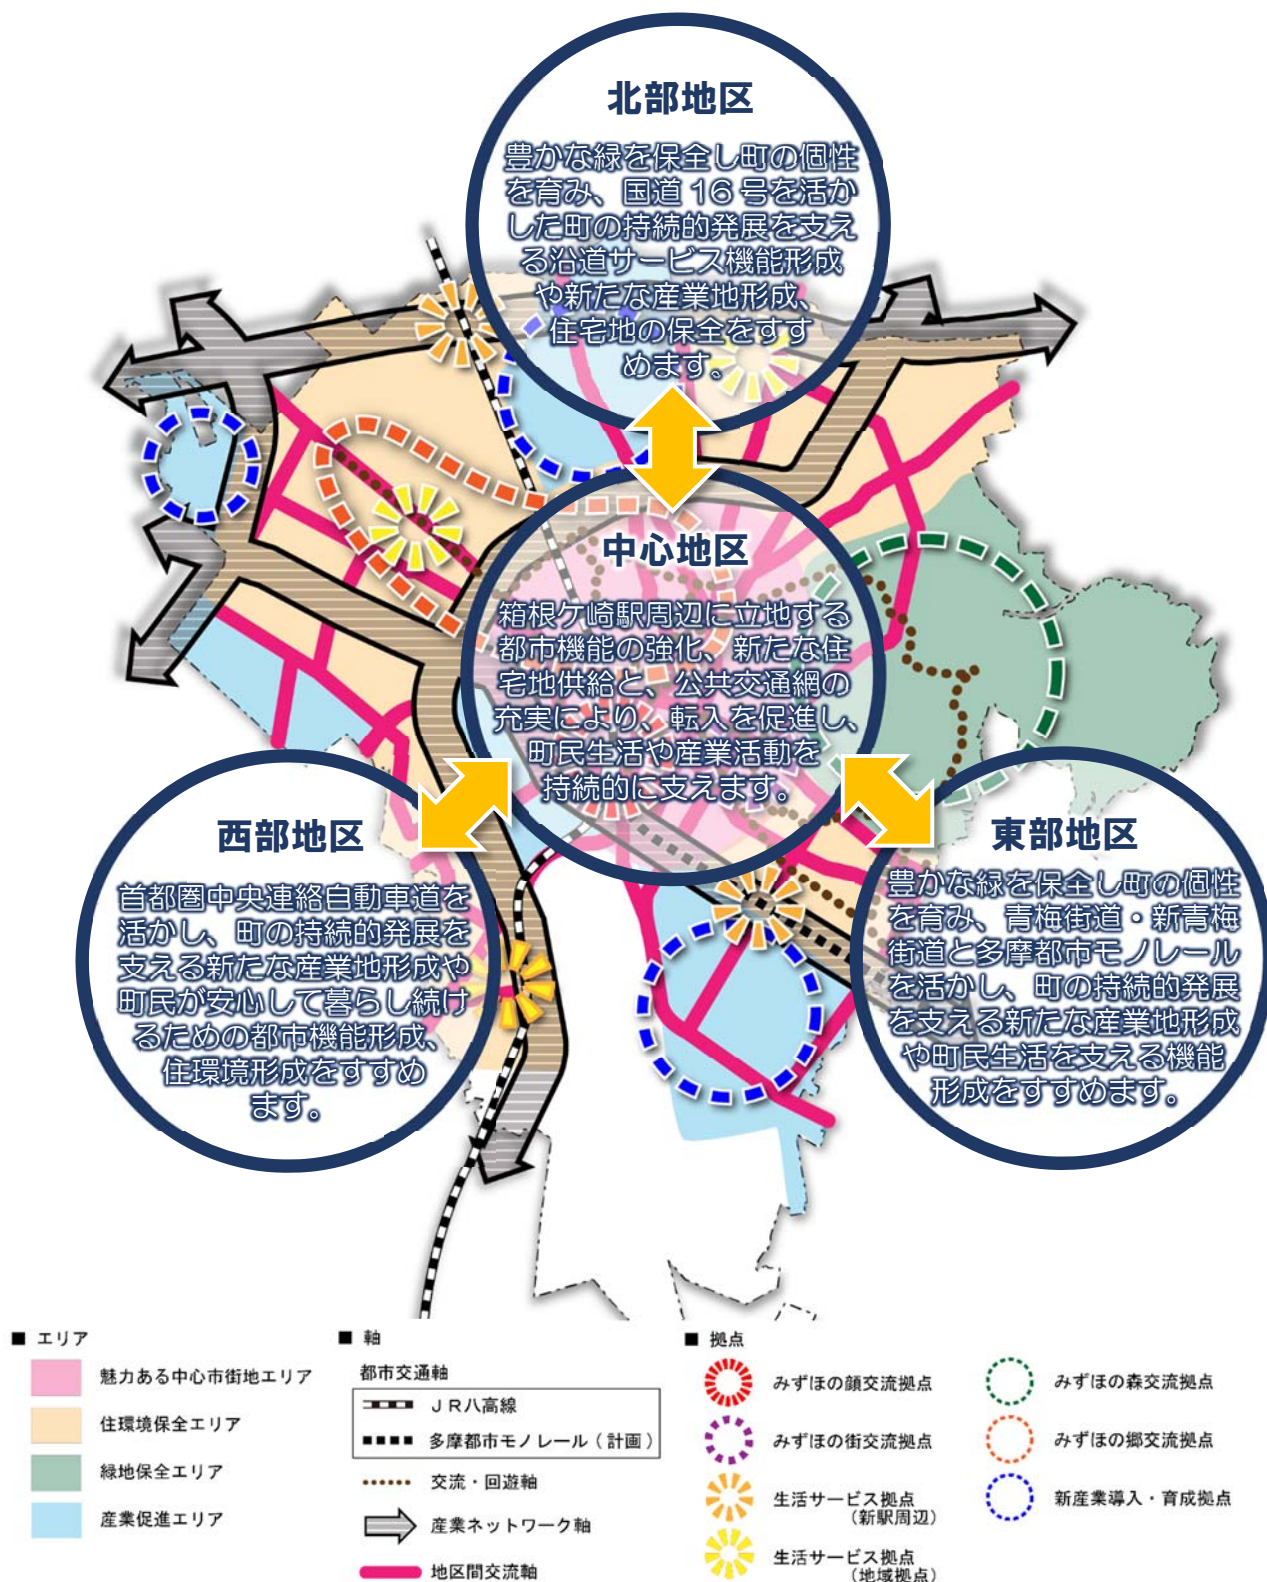 北部地区
豊かな緑を保全し町の個性
を育み、国道16号を活か
した町の持続的発展を支え
る沿道サービス機能形成
や新たな産業地形成、
住宅地の保全をすす
めます。
中心地区
箱根ケ崎駅周辺に立地する
都市機能の強化、新たな住
宅地供給と、公共交通網の
充実により、転入を促進し、
町民生活や産業活動を
持続的に支えます。
西部地区
首都圏中央連絡自動車道を
活かし、町の持続的発展を
支える新たな産業地形成や
町民が安心して暮らし続け
るための都市機能形成、
住環境形成をすすめ
ます。
東部地区
豊かな緑を保全し町の個性
を育み、青梅街道・新青梅
街道と多摩都市モノレール
を活かし、町の持続的発展
を支える新たな産業地形成
や町民生活を支える機能
形成をすすめます。
■ エリア
魅力ある中心市街地エリア
住環境保全エリア
緑地保全エリア
産業促進エリア
■ 軸
都市交通軸
ＪＲ八高線
多摩都市モノレール（計画）
交流・回遊軸
産業ネットワーク軸
地区間交流軸
■ 拠点
みずほの顔交流拠点
みずほの街交流拠点
生活サービス拠点
（新駅周辺）
生活サービス拠点
（地域拠点）
みずほの森交流拠点
みずほの郷交流拠点
新産業導入・育成拠点